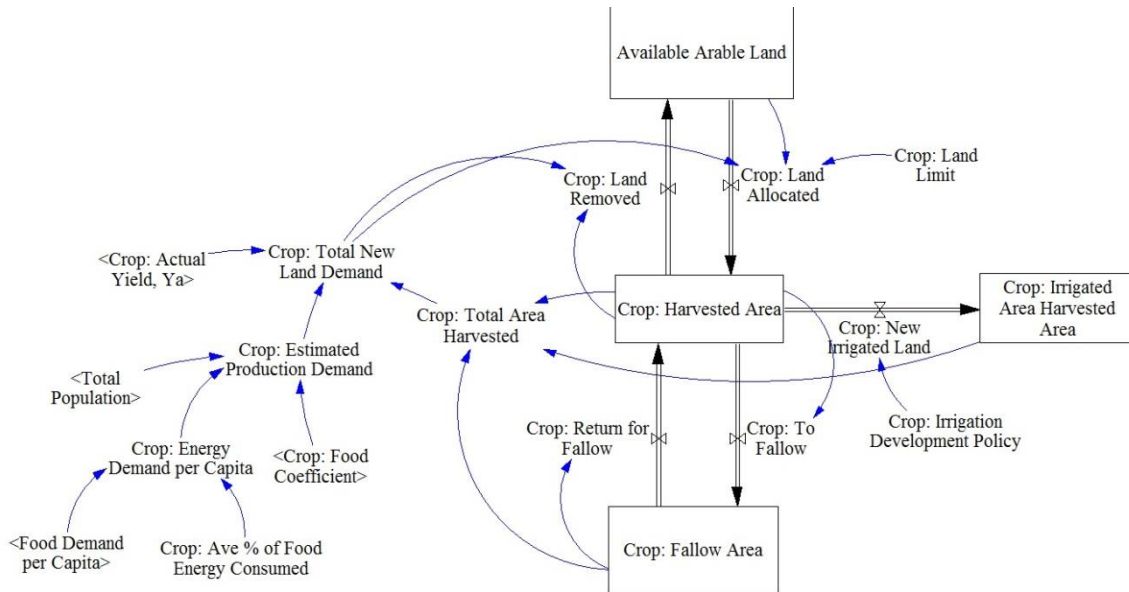 Available Arable Land
Crop: Land
Removed
Crop: Land
Allocated
Crop: Land
Limit
<Crop: Actual
Yield, Ya>
Crop: Total New
Land Demand
Crop: Total Area
Harvested
Crop: Harvested Area
Crop: New
Irrigated Land
Crop: Irrigated
Area Harvested
Area
Crop: Estimated
Production Demand
<Total
Population>
Crop: Energy
Demand per Capita
<Crop: Food
Coefficient>
Crop: Return for
Fallow
Crop: To
Fallow
Crop: Irrigation
Development Policy
<Food Demand
per Capita>
Crop: Ave % of Food
Energy Consumed
Crop: Fallow Area